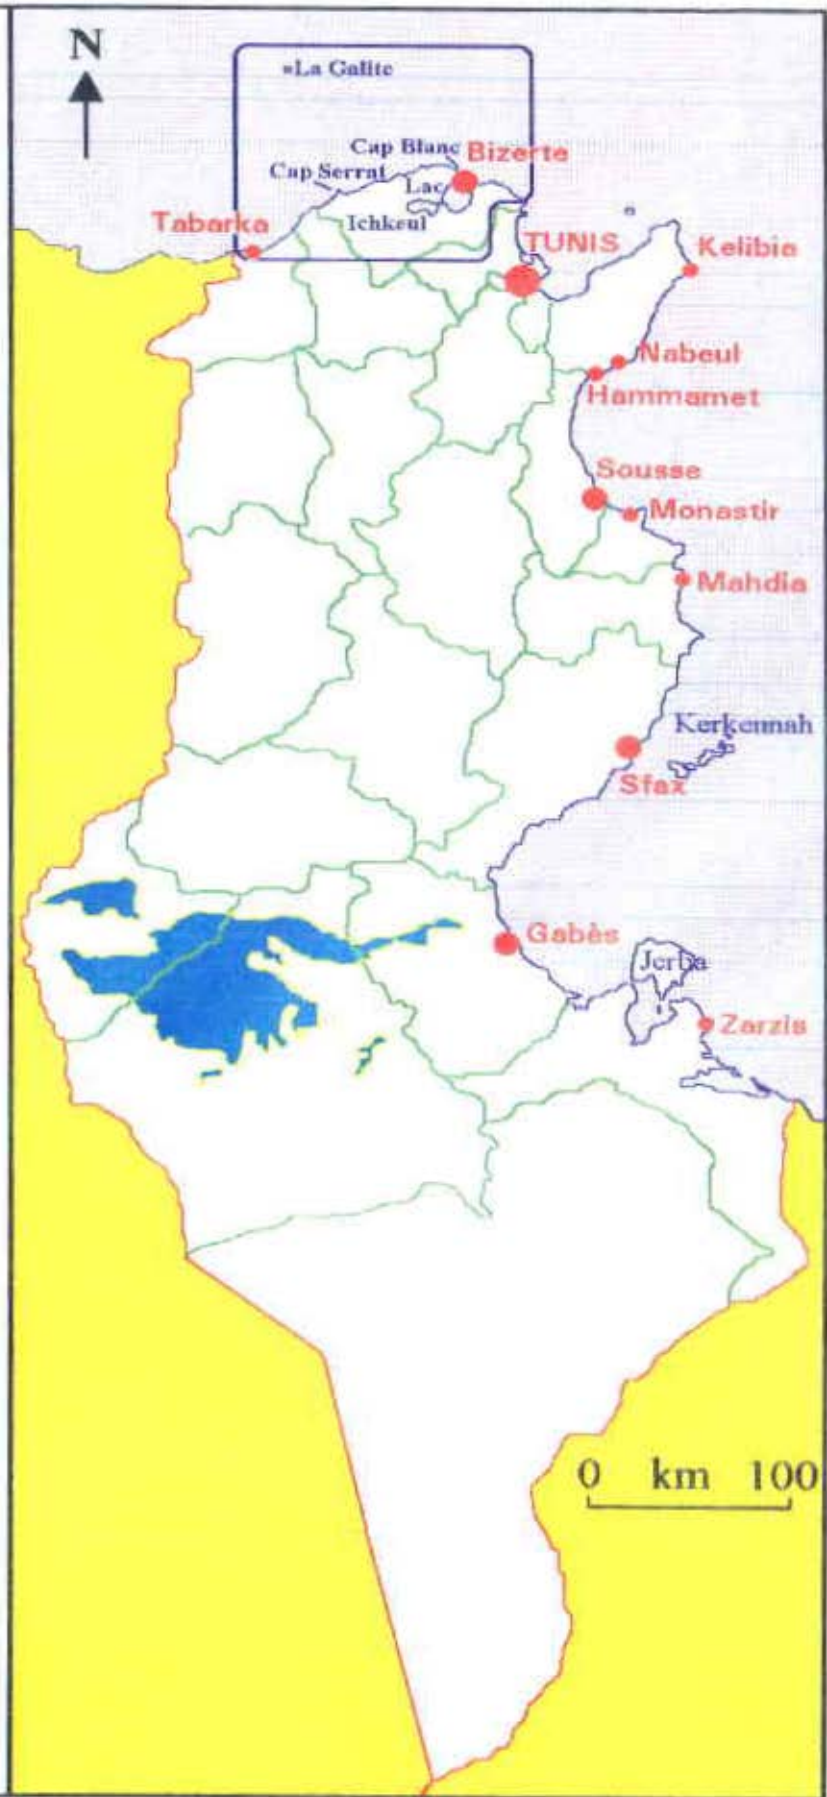 N
La Galite
Cap Blanc
Bizerte
Cap Serrat
Lac
Ichkeul
Tabarka
TUNIS
Kelibia
Nabeul
Hammamet
Sousse
Monastir
Mahdia
Kerkennah
Sfax
Gabès
Jerba
Zarzis
0 km 100